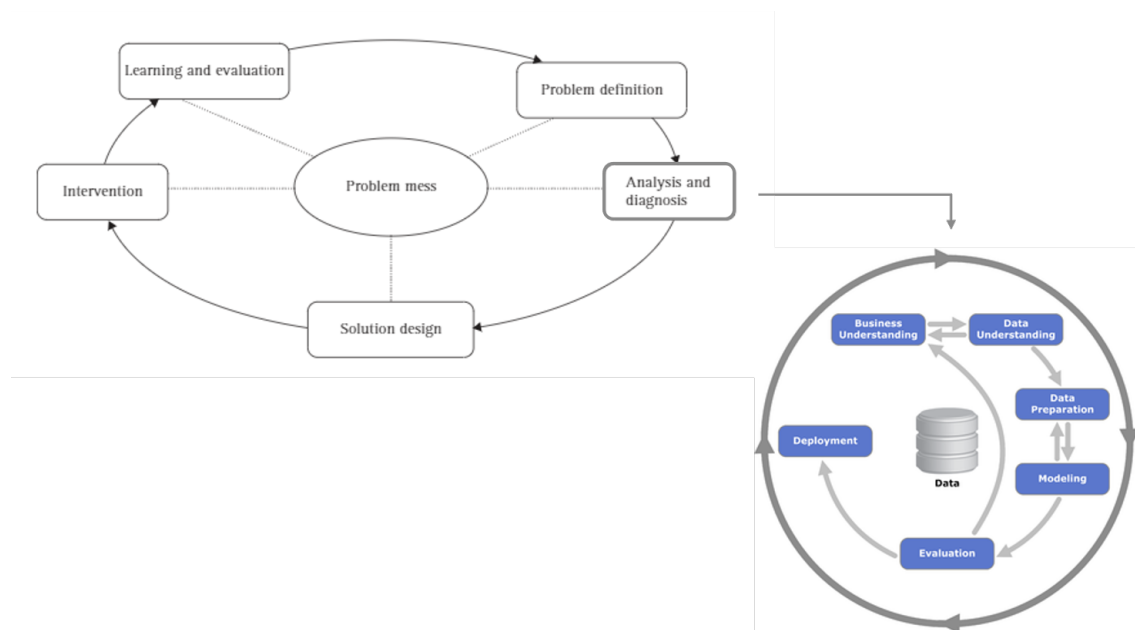 Learning and evaluation
Problem definition
Intervention
Problem mess
Analysis and
diagnosis
Solution design
Business
Understanding
Data
Understanding
Data
Preparation
Deployment
Data
Modeling
Evaluation